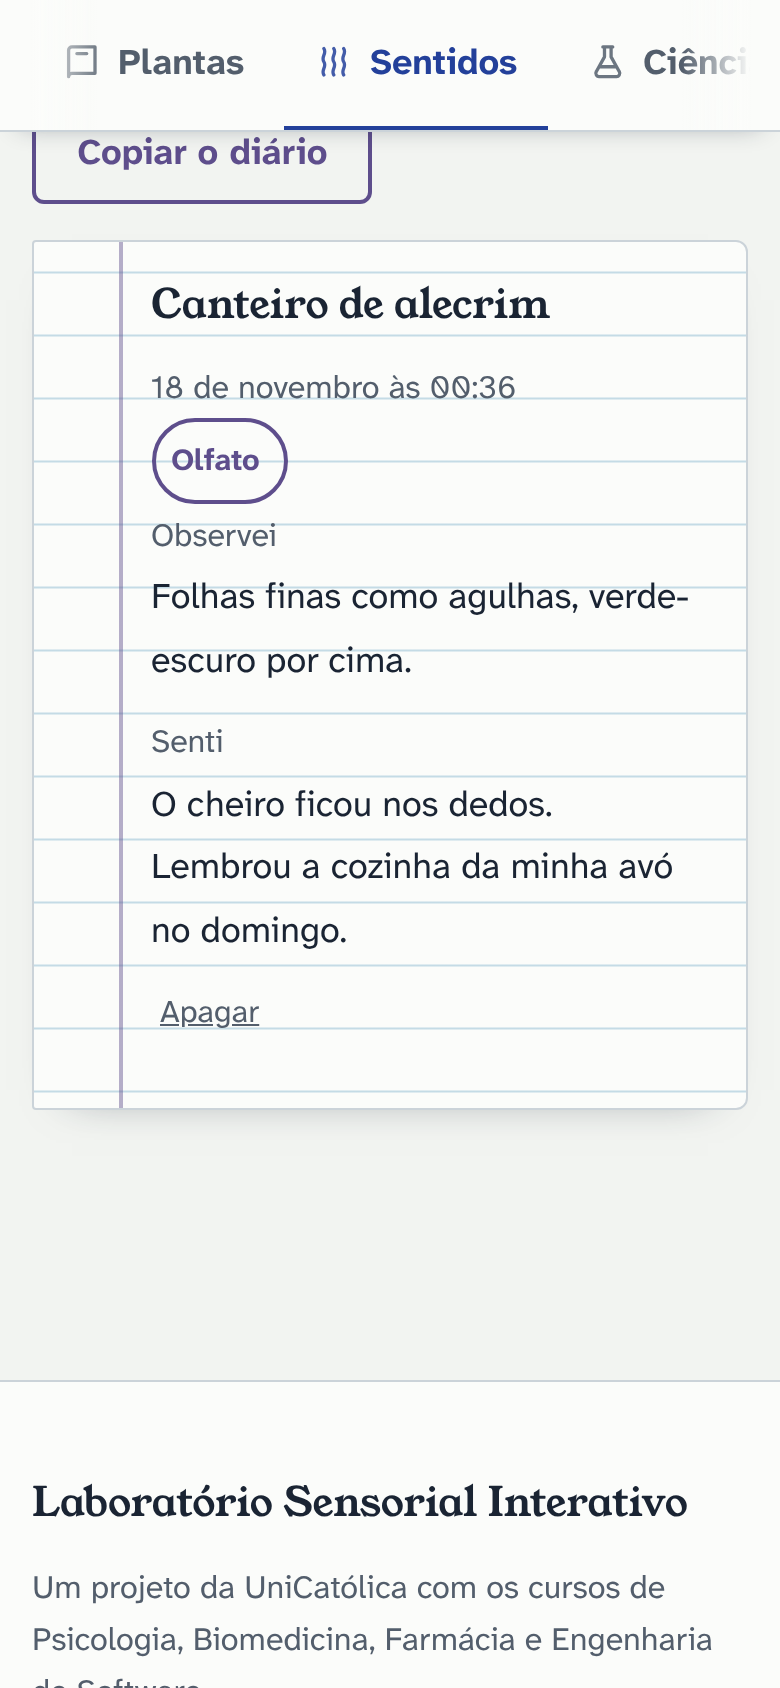 Plantas
Sentidos
Copiar o diário
Canteiro de alecrim
18 de novembro às 00:36
Olfato
Observei
Folhas finas como agulhas, verde-
escuro por cima.
Senti
O cheiro ficou nos dedos.
Lembrou a cozinha da minha avó
no domingo.
Apagar
Laboratório Sensorial Interativo
Um projeto da UniCatólica com os cursos de
Psicologia, Biomedicina, Farmácia e Engenharia